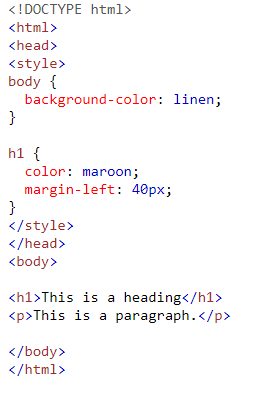 <!DOCTYPE html>
<html>
<head>
<style>
body {
  background-color: linen;
}

h1 {
  color: maroon;
  margin-left: 40px;
}
</style>
</head>
<body>

<h1>This is a heading</h1>
<p>This is a paragraph.</p>

</body>
</html>